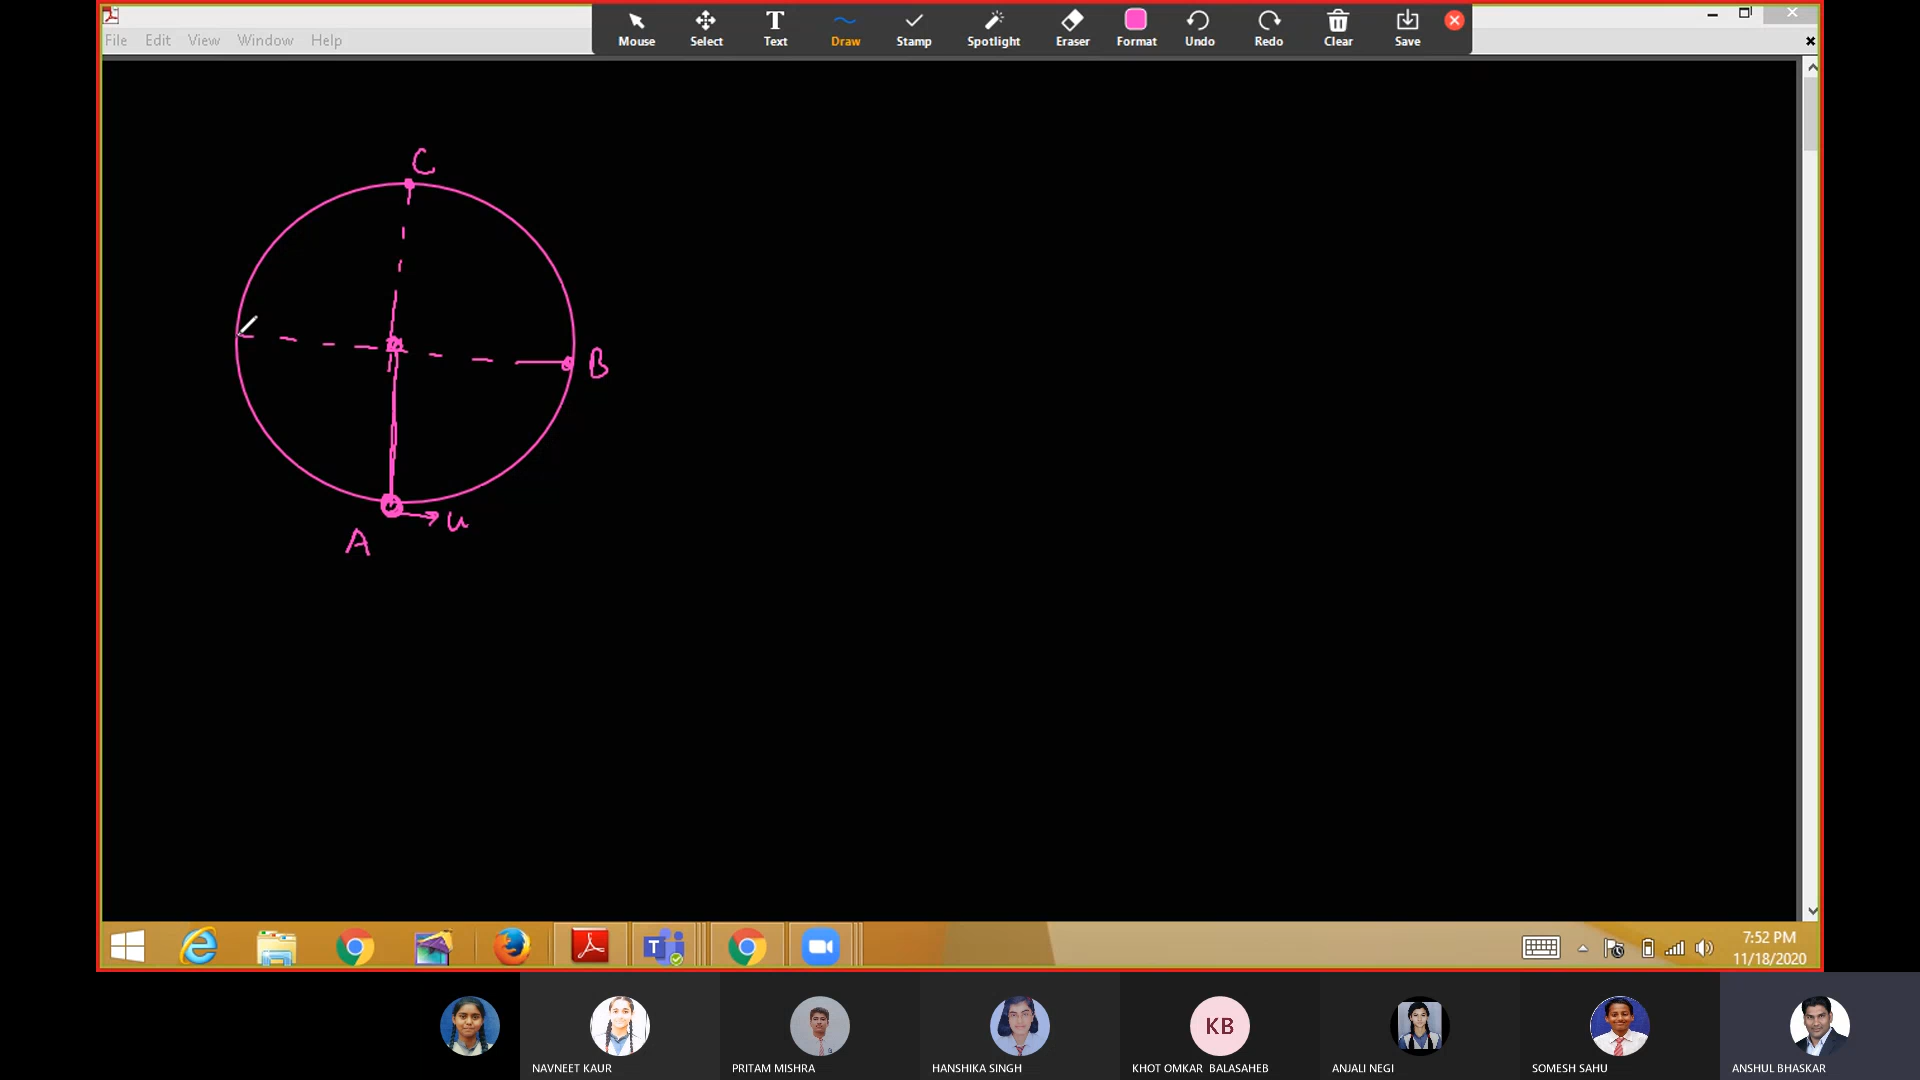 Mouse Select Text Draw Stamp Spotlight Eraser Format Undo Redo Clear Save
File Edit View Window Help
T
C
B
u
A
T
7:52 PM
11/18/2020
KB
NAVNEET KAUR PRITAM MISHRA HANSHIKA SINGH KHOT OMKAR BALASAHEB ANJALI NEGI SOMESH SAHU ANSHUL BHASKAR